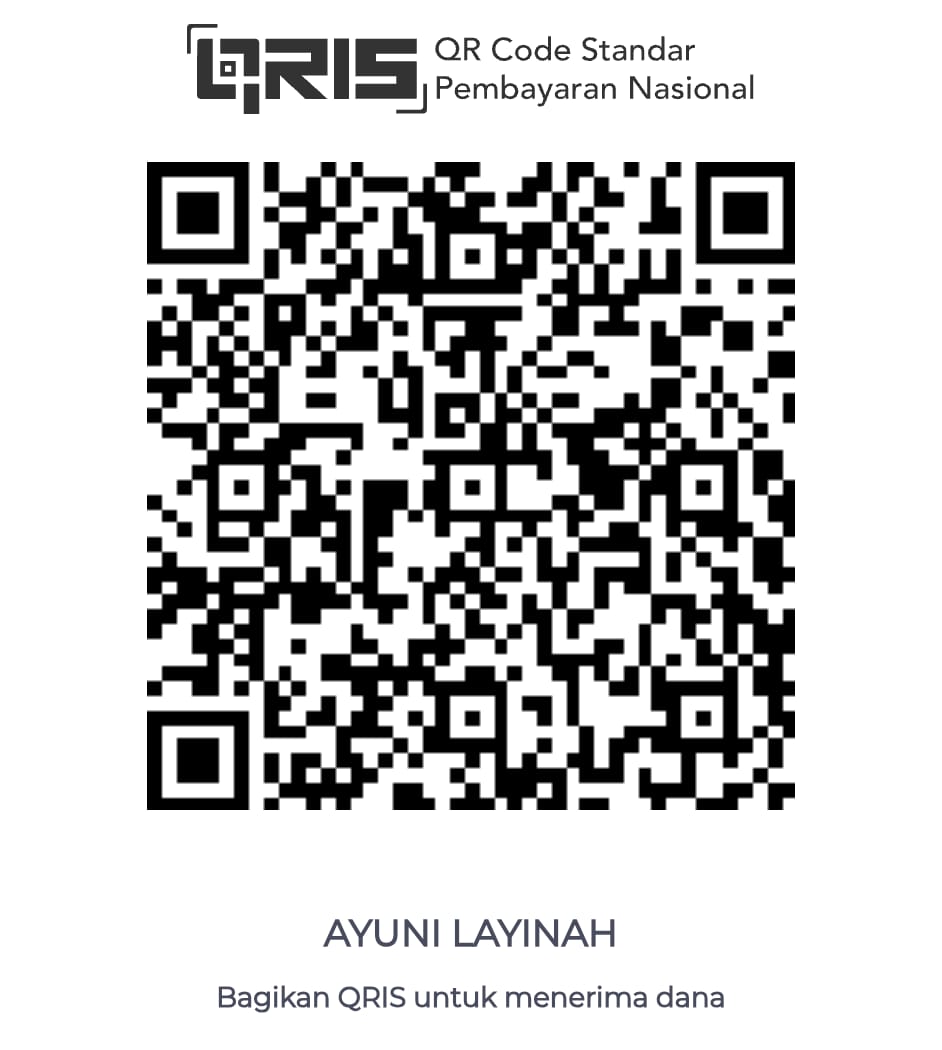 QRIS
QR Code Standar
Pembayaran Nasional
AYUNI LAYINAH
Bagikan QRIS untuk menerima dana